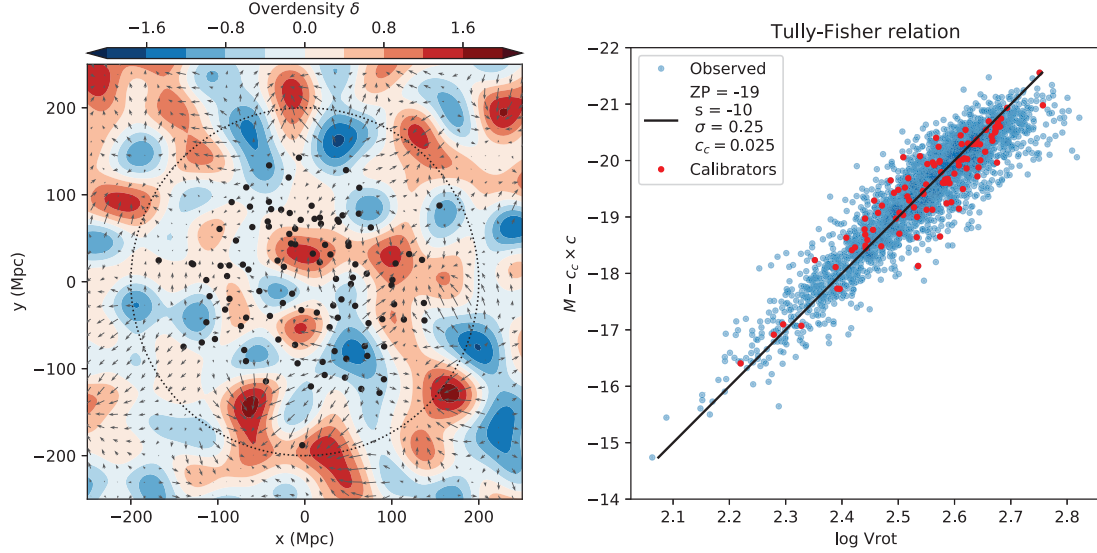 Overdensity δ
−1.6 −0.8 0.0 0.8 1.6
200
100
0
−100
−200
y (Mpc)
−200 −100 0 100 200
x (Mpc)
Tully-Fisher relation
Observed
ZP = -19
s = -10
σ = 0.25
c_c = 0.025
Calibrators
−22
−21
−20
−19
−18
−17
−16
−15
−14
M − c_c × c
2.1 2.2 2.3 2.4 2.5 2.6 2.7 2.8
log Vrot